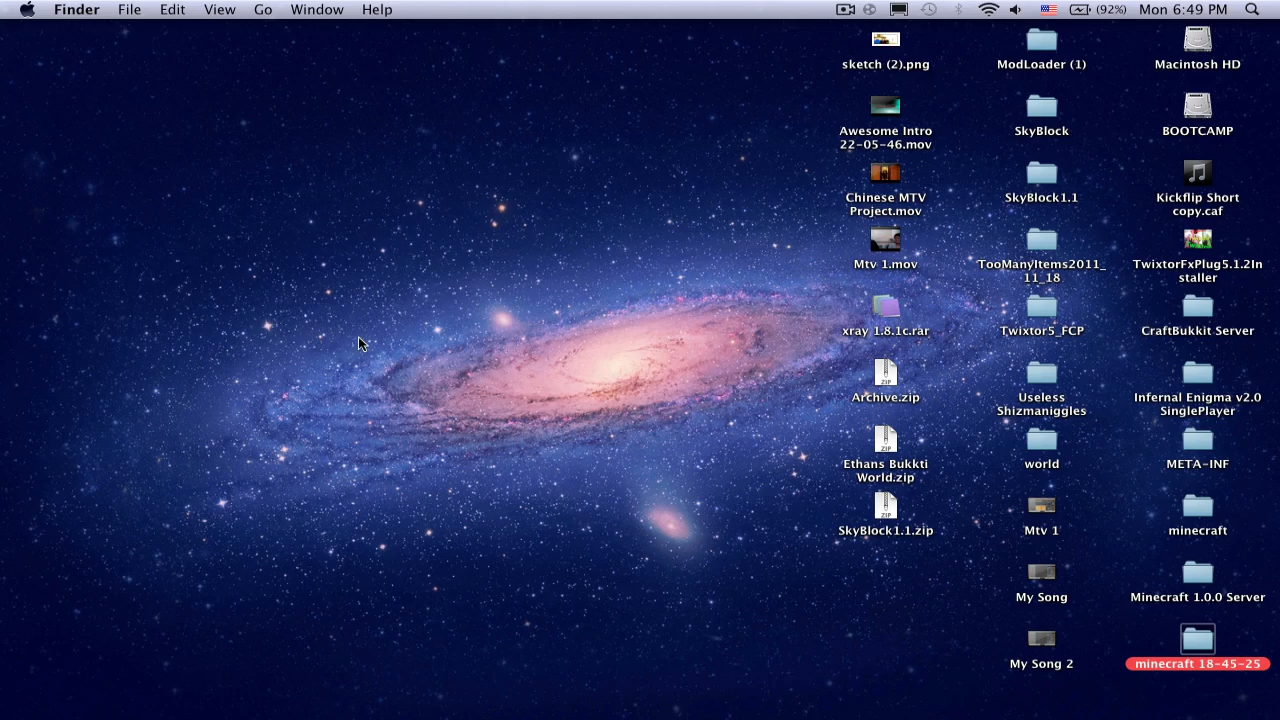 Finder File Edit View Go Window Help (92%) Mon 6:49 PM
sketch (2).png
ModLoader (1)
Macintosh HD
Awesome Intro
22-05-46.mov
SkyBlock
BOOTCAMP
Chinese MTV
Project.mov
SkyBlock1.1
Kickflip Short
copy.caf
Mtv 1.mov
TooManyItems2011_
11_18
TwixtorFxPlug5.1.2In
staller
xray 1.8.1c.rar
Twixtor5_FCP
CraftBukkit Server
ZIP
Archive.zip
Useless
Shizmaniggles
Infernal Enigma v2.0
SinglePlayer
ZIP
Ethans Bukkti
World.zip
world
META-INF
ZIP
SkyBlock1.1.zip
Mtv 1
minecraft
My Song
Minecraft 1.0.0 Server
My Song 2
minecraft 18-45-25